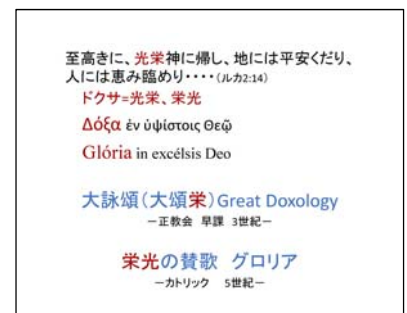 至高きに、光栄神に帰し、地には平安くだり、
人には恵み臨めり・・・・(ルカ2:14)
ドクサ=光栄、栄光
Δόξα ἐν ὑψίστοις Θεῷ
Glória in excélsis Deo
大詠頌(大頌栄)Great Doxology
－正教会 早課 3世紀－
栄光の賛歌 グロリア
－カトリック 5世紀－